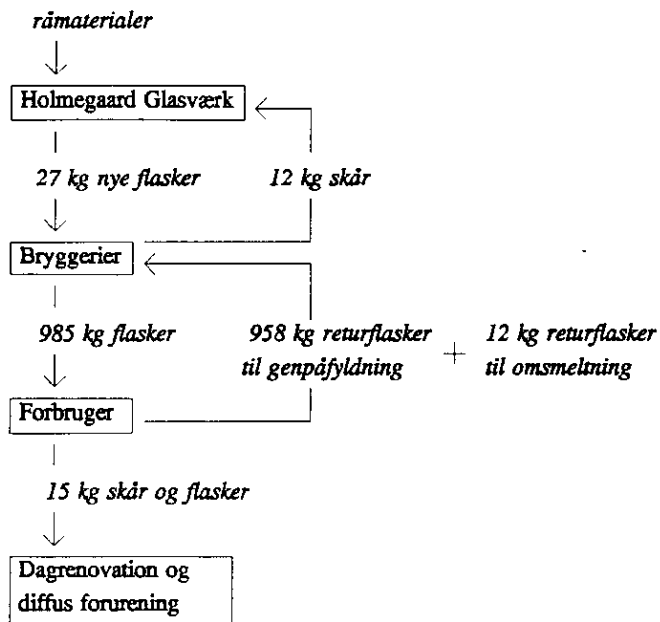 råmaterialer
Holmegaard Glasværk
27 kg nye flasker
12 kg skår
Bryggerier
985 kg flasker
958 kg returflasker
til genpåfyldning
+
12 kg returflasker
til omsmeltning
Forbruger
15 kg skår og flasker
Dagrenovation og
diffus forurening